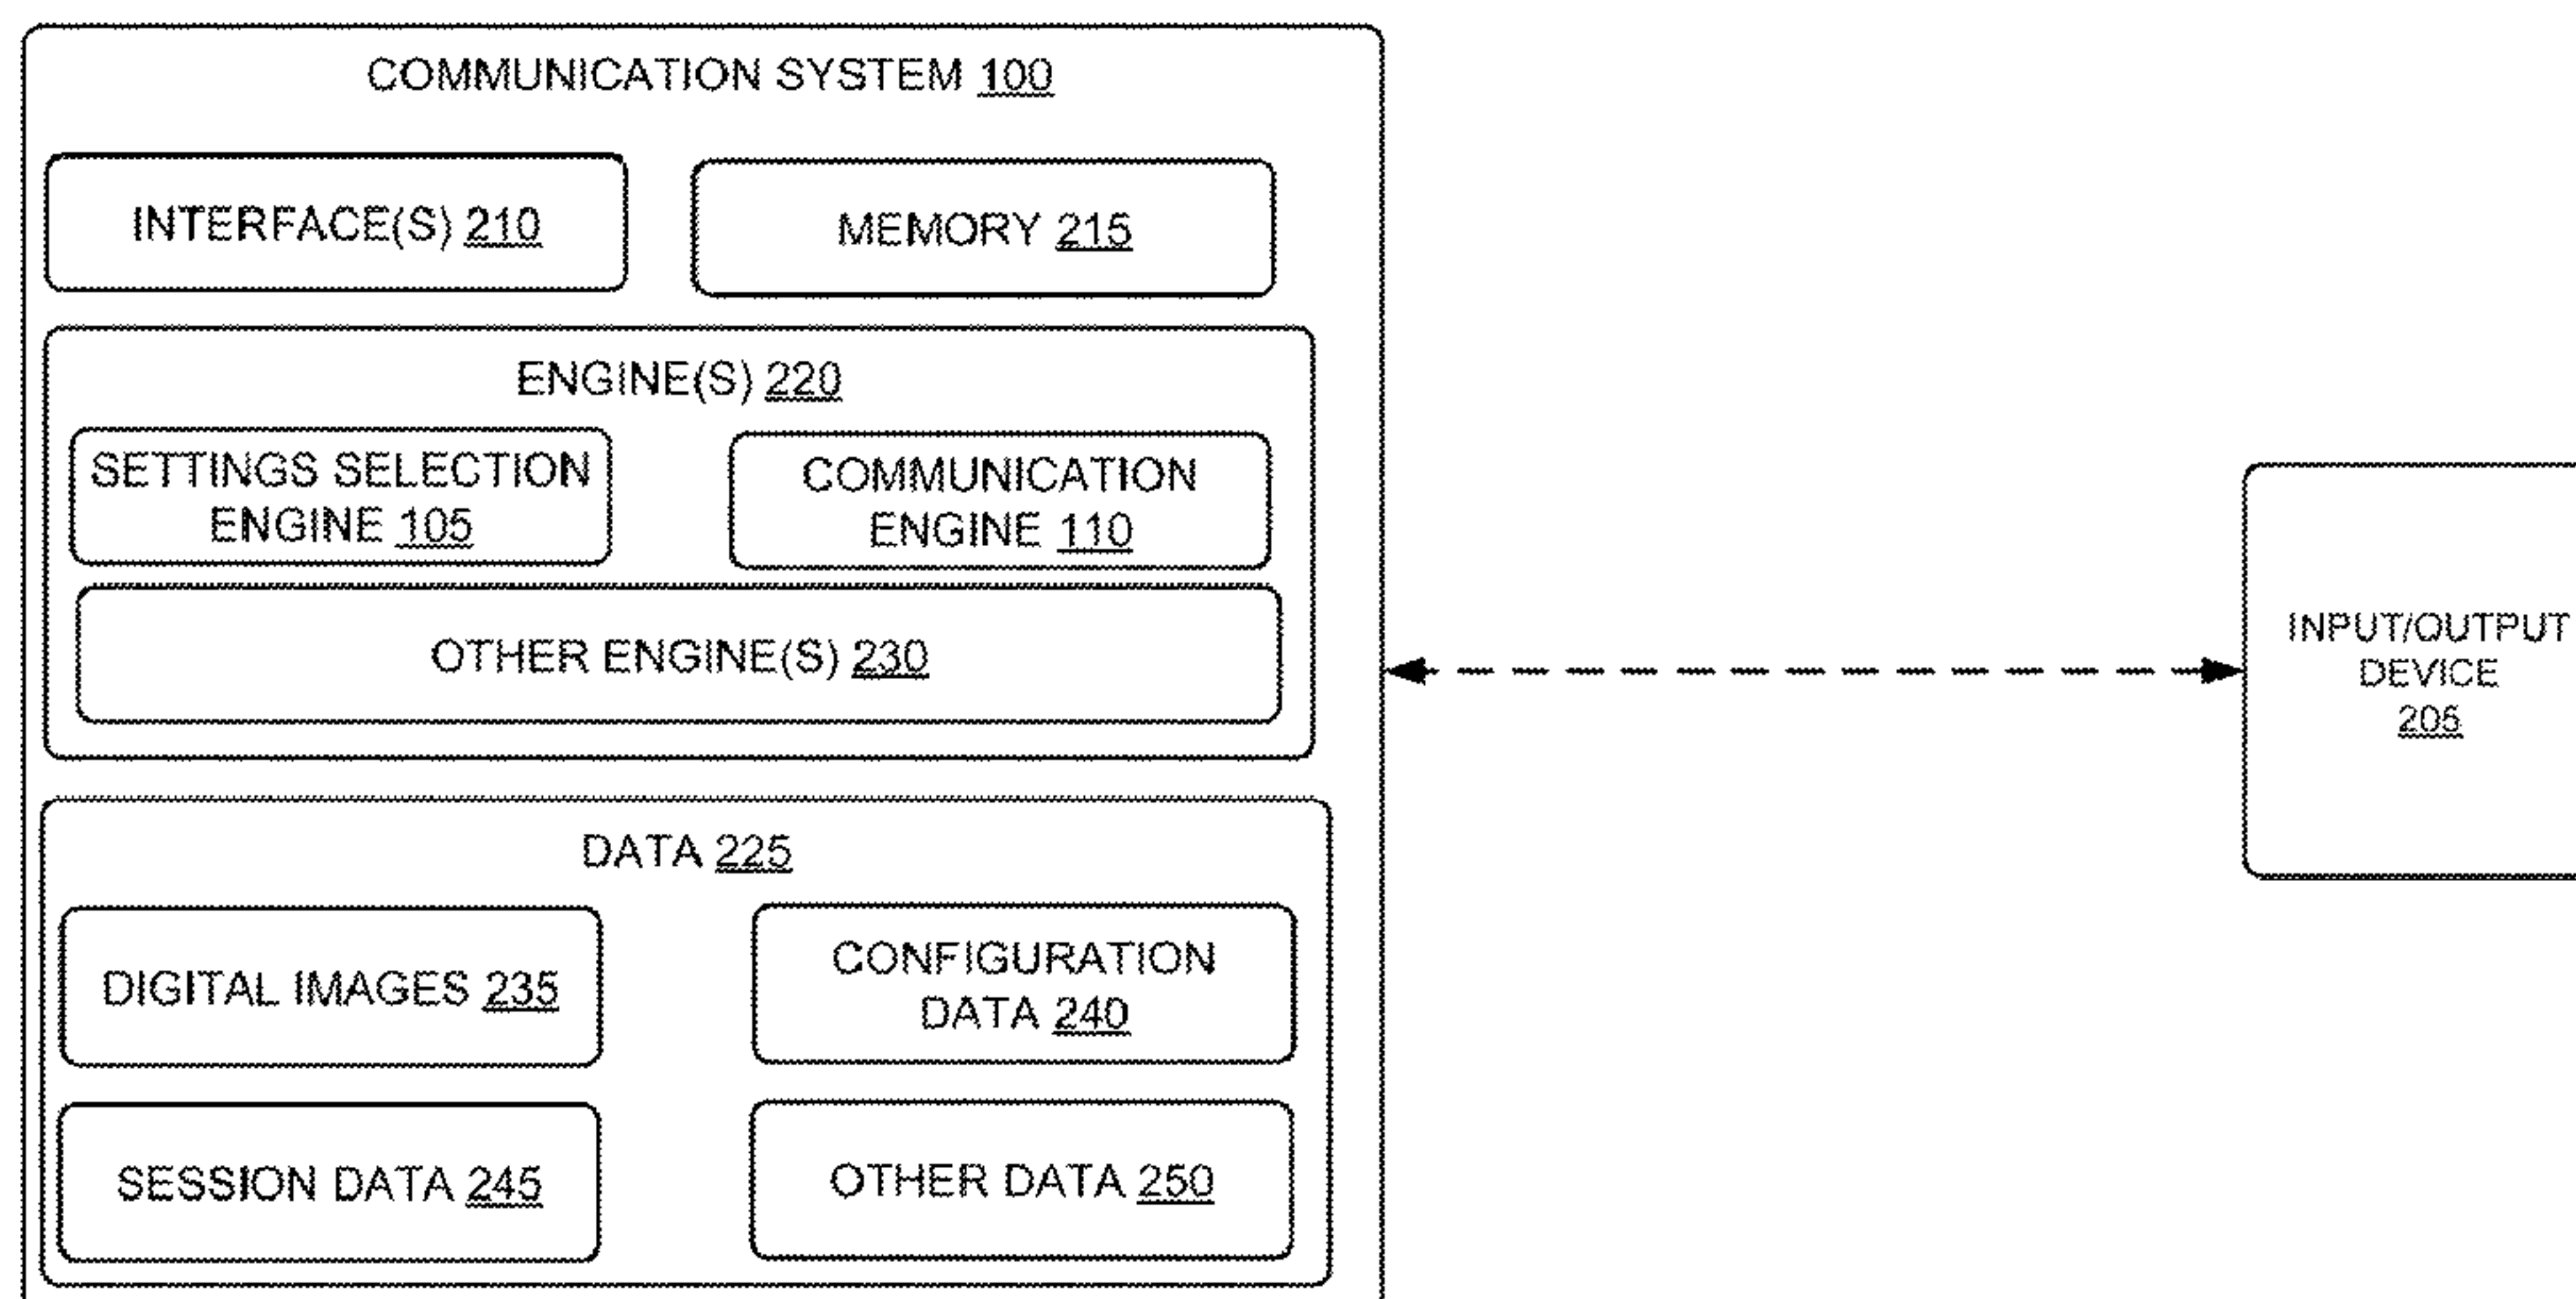 COMMUNICATION SYSTEM 100
INTERFACE(S) 210
MEMORY 215
ENGINE(S) 220
SETTINGS SELECTION
ENGINE 105
COMMUNICATION
ENGINE 110
OTHER ENGINE(S) 230
INPUT/OUTPUT
DEVICE
205
DATA 225
DIGITAL IMAGES 235
CONFIGURATION
DATA 240
SESSION DATA 245
OTHER DATA 250